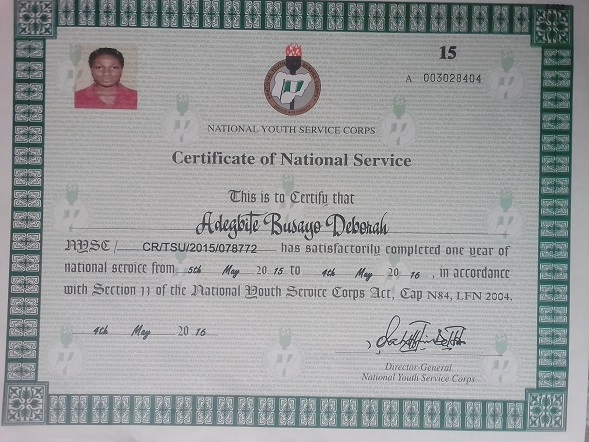 15
A 003028404
NATIONAL YOUTH SERVICE CORPS
Certificate of National Service
This is to Certify that
Adegbite Busayo Deborah
NYSC/ CR/TSU/2015/078772 has satisfactorily completed one year of
national service from 5th May 2015 to 4th May 2016, in accordance
with Section 11 of the National Youth Service Corps Act, Cap N84, LFN 2004.
4th May 2016
Director-General
National Youth Service Corps